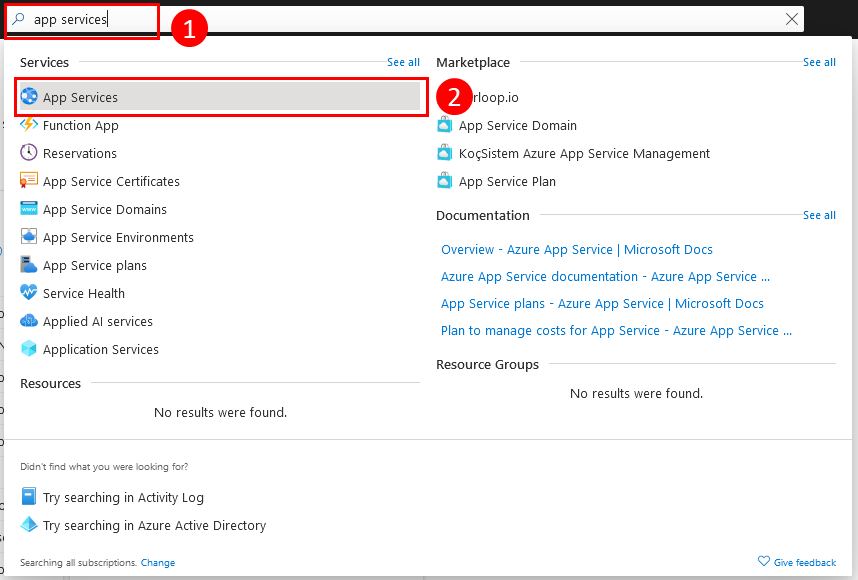 app services
1
Services
See all
App Services
Function App
Reservations
App Service Certificates
App Service Domains
App Service Environments
App Service plans
Service Health
Applied AI services
Application Services
Resources
No results were found.
Marketplace
See all
2
App Service Domain
KoçSistem Azure App Service Management
App Service Plan
Documentation
See all
Overview - Azure App Service | Microsoft Docs
Azure App Service documentation - Azure App Service ...
App Service plans - Azure App Service | Microsoft Docs
Plan to manage costs for App Service - Azure App Service ...
Resource Groups
No results were found.
Didn't find what you were looking for?
Try searching in Activity Log
Try searching in Azure Active Directory
Searching all subscriptions. Change
Give feedback